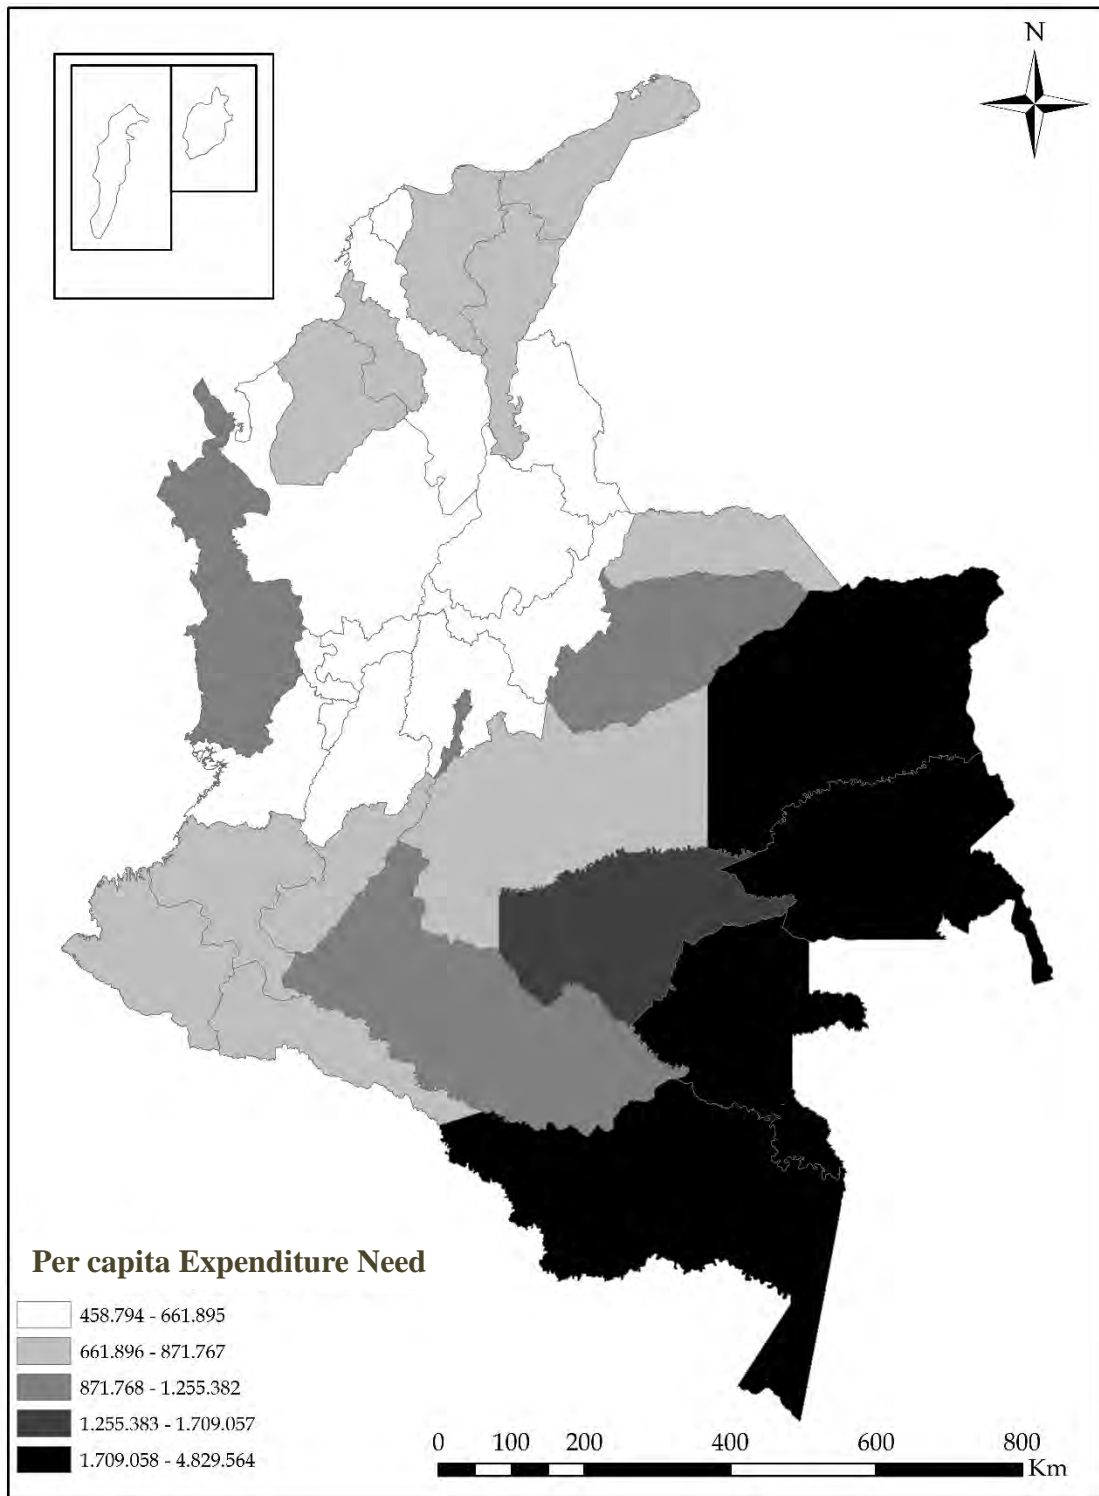 N
Per capita Expenditure Need
458.794 - 661.895
661.896 - 871.767
871.768 - 1.255.382
1.255.383 - 1.709.057
1.709.058 - 4.829.564
0 100 200 400 600 800
Km